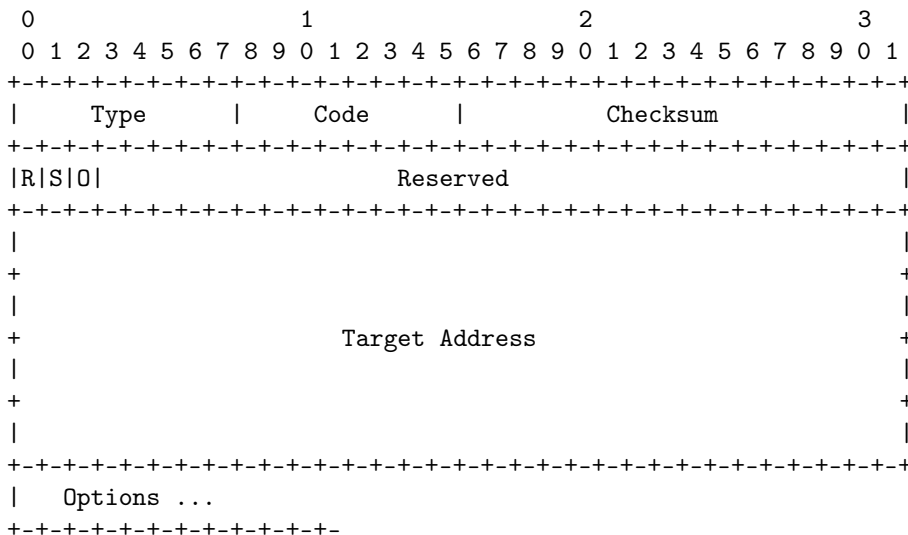 0                   1                   2                   3
 0 1 2 3 4 5 6 7 8 9 0 1 2 3 4 5 6 7 8 9 0 1 2 3 4 5 6 7 8 9 0 1
+-+-+-+-+-+-+-+-+-+-+-+-+-+-+-+-+-+-+-+-+-+-+-+-+-+-+-+-+-+-+-+-+
|     Type      |     Code      |          Checksum             |
+-+-+-+-+-+-+-+-+-+-+-+-+-+-+-+-+-+-+-+-+-+-+-+-+-+-+-+-+-+-+-+-+
|R|S|O|                     Reserved                            |
+-+-+-+-+-+-+-+-+-+-+-+-+-+-+-+-+-+-+-+-+-+-+-+-+-+-+-+-+-+-+-+-+
|                                                               |
+                                                               +
|                                                               |
+                       Target Address                          +
|                                                               |
+                                                               +
|                                                               |
+-+-+-+-+-+-+-+-+-+-+-+-+-+-+-+-+-+-+-+-+-+-+-+-+-+-+-+-+-+-+-+-+
|   Options ...
+-+-+-+-+-+-+-+-+-+-+-+-